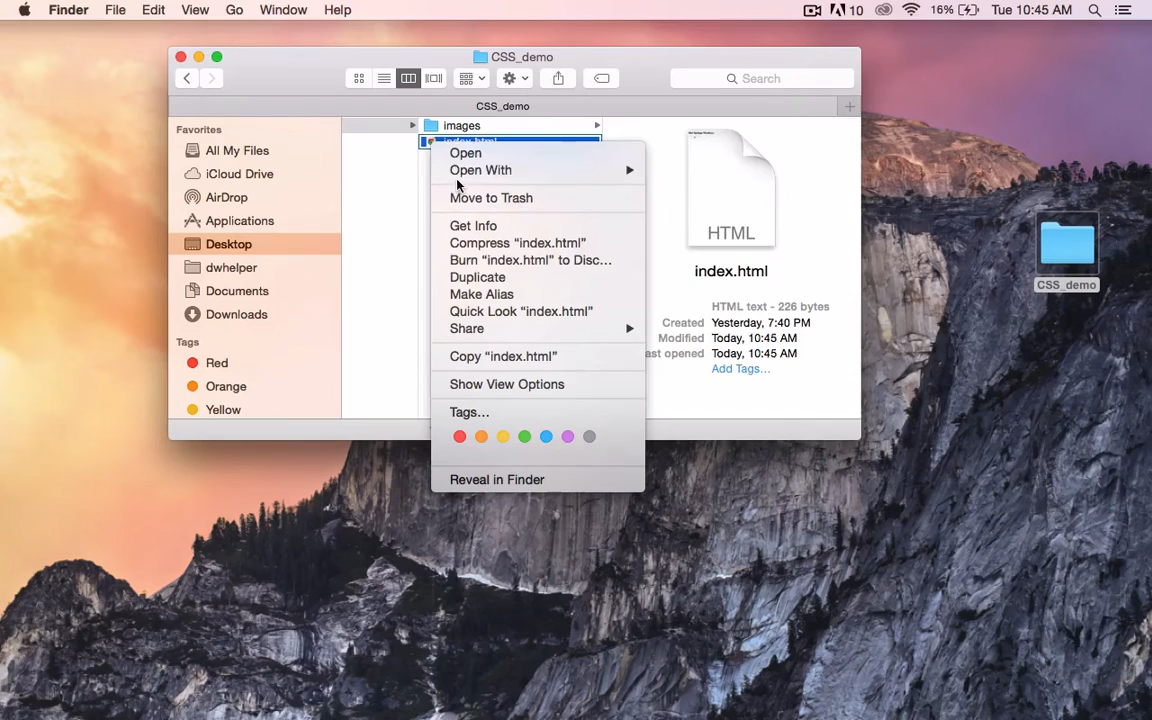 Finder File Edit View Go Window Help 10 16% Tue 10:45 AM
CSS_demo
Search
CSS_demo
Favorites
All My Files
iCloud Drive
AirDrop
Applications
Desktop
dwhelper
Documents
Downloads
Tags
Red
Orange
Yellow
images
index.html
Open
Open With
Move to Trash
Get Info
Compress “index.html”
Burn “index.html” to Disc...
Duplicate
Make Alias
Quick Look “index.html”
Share
Copy “index.html”
Show View Options
Tags...
Reveal in Finder
HTML
index.html
HTML text - 226 bytes
Created Yesterday, 7:40 PM
Modified Today, 10:45 AM
ast opened Today, 10:45 AM
Add Tags...
CSS_demo